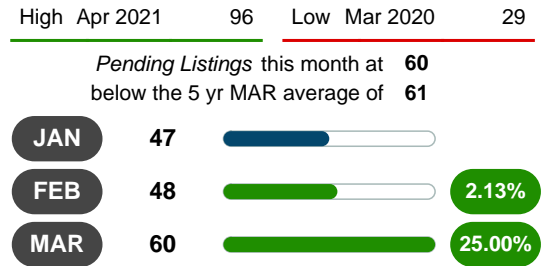 High Apr 2021 96 Low Mar 2020 29
Pending Listings this month at 60
below the 5 yr MAR average of 61
JAN 47
FEB 48 2.13%
MAR 60 25.00%